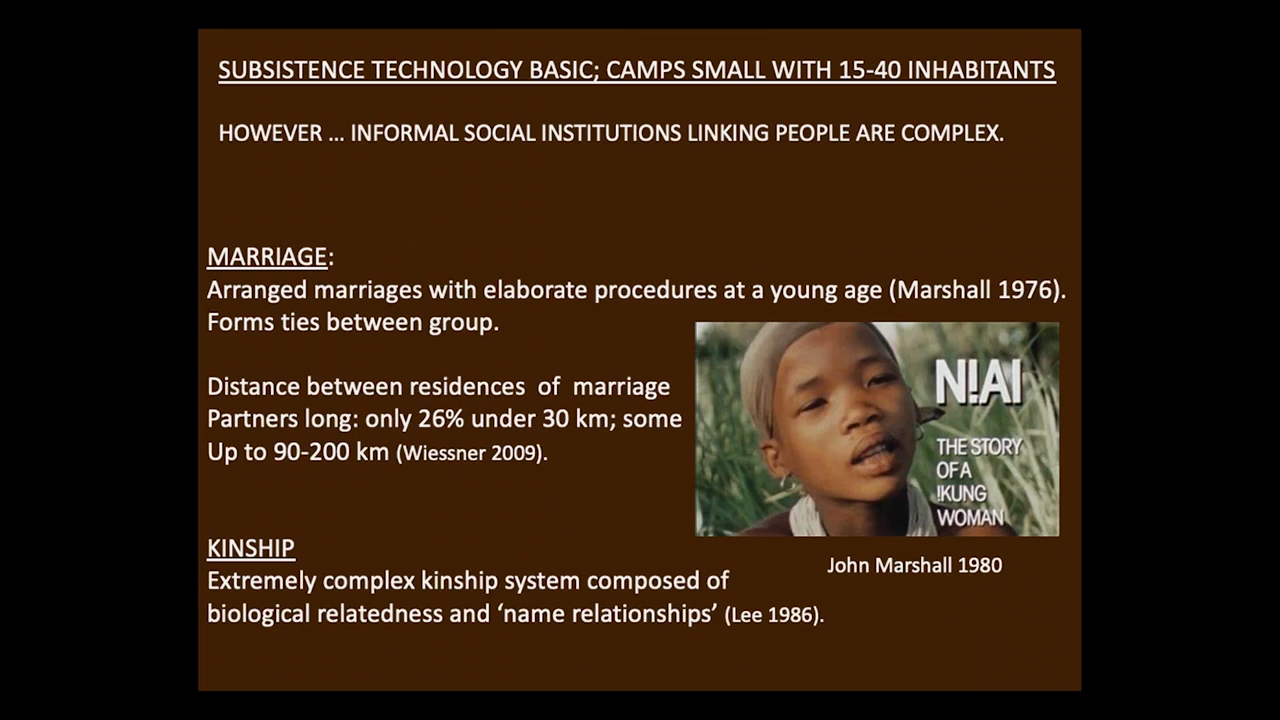 SUBSISTENCE TECHNOLOGY BASIC; CAMPS SMALL WITH 15-40 INHABITANTS
HOWEVER ... INFORMAL SOCIAL INSTITUTIONS LINKING PEOPLE ARE COMPLEX.
MARRIAGE:
Arranged marriages with elaborate procedures at a young age (Marshall 1976).
Forms ties between group.
Distance between residences of marriage
Partners long: only 26% under 30 km; some
Up to 90-200 km (Wiessner 2009).
N!AI
THE STORY
OF A
!KUNG
WOMAN
John Marshall 1980
KINSHIP
Extremely complex kinship system composed of
biological relatedness and ‘name relationships’ (Lee 1986).